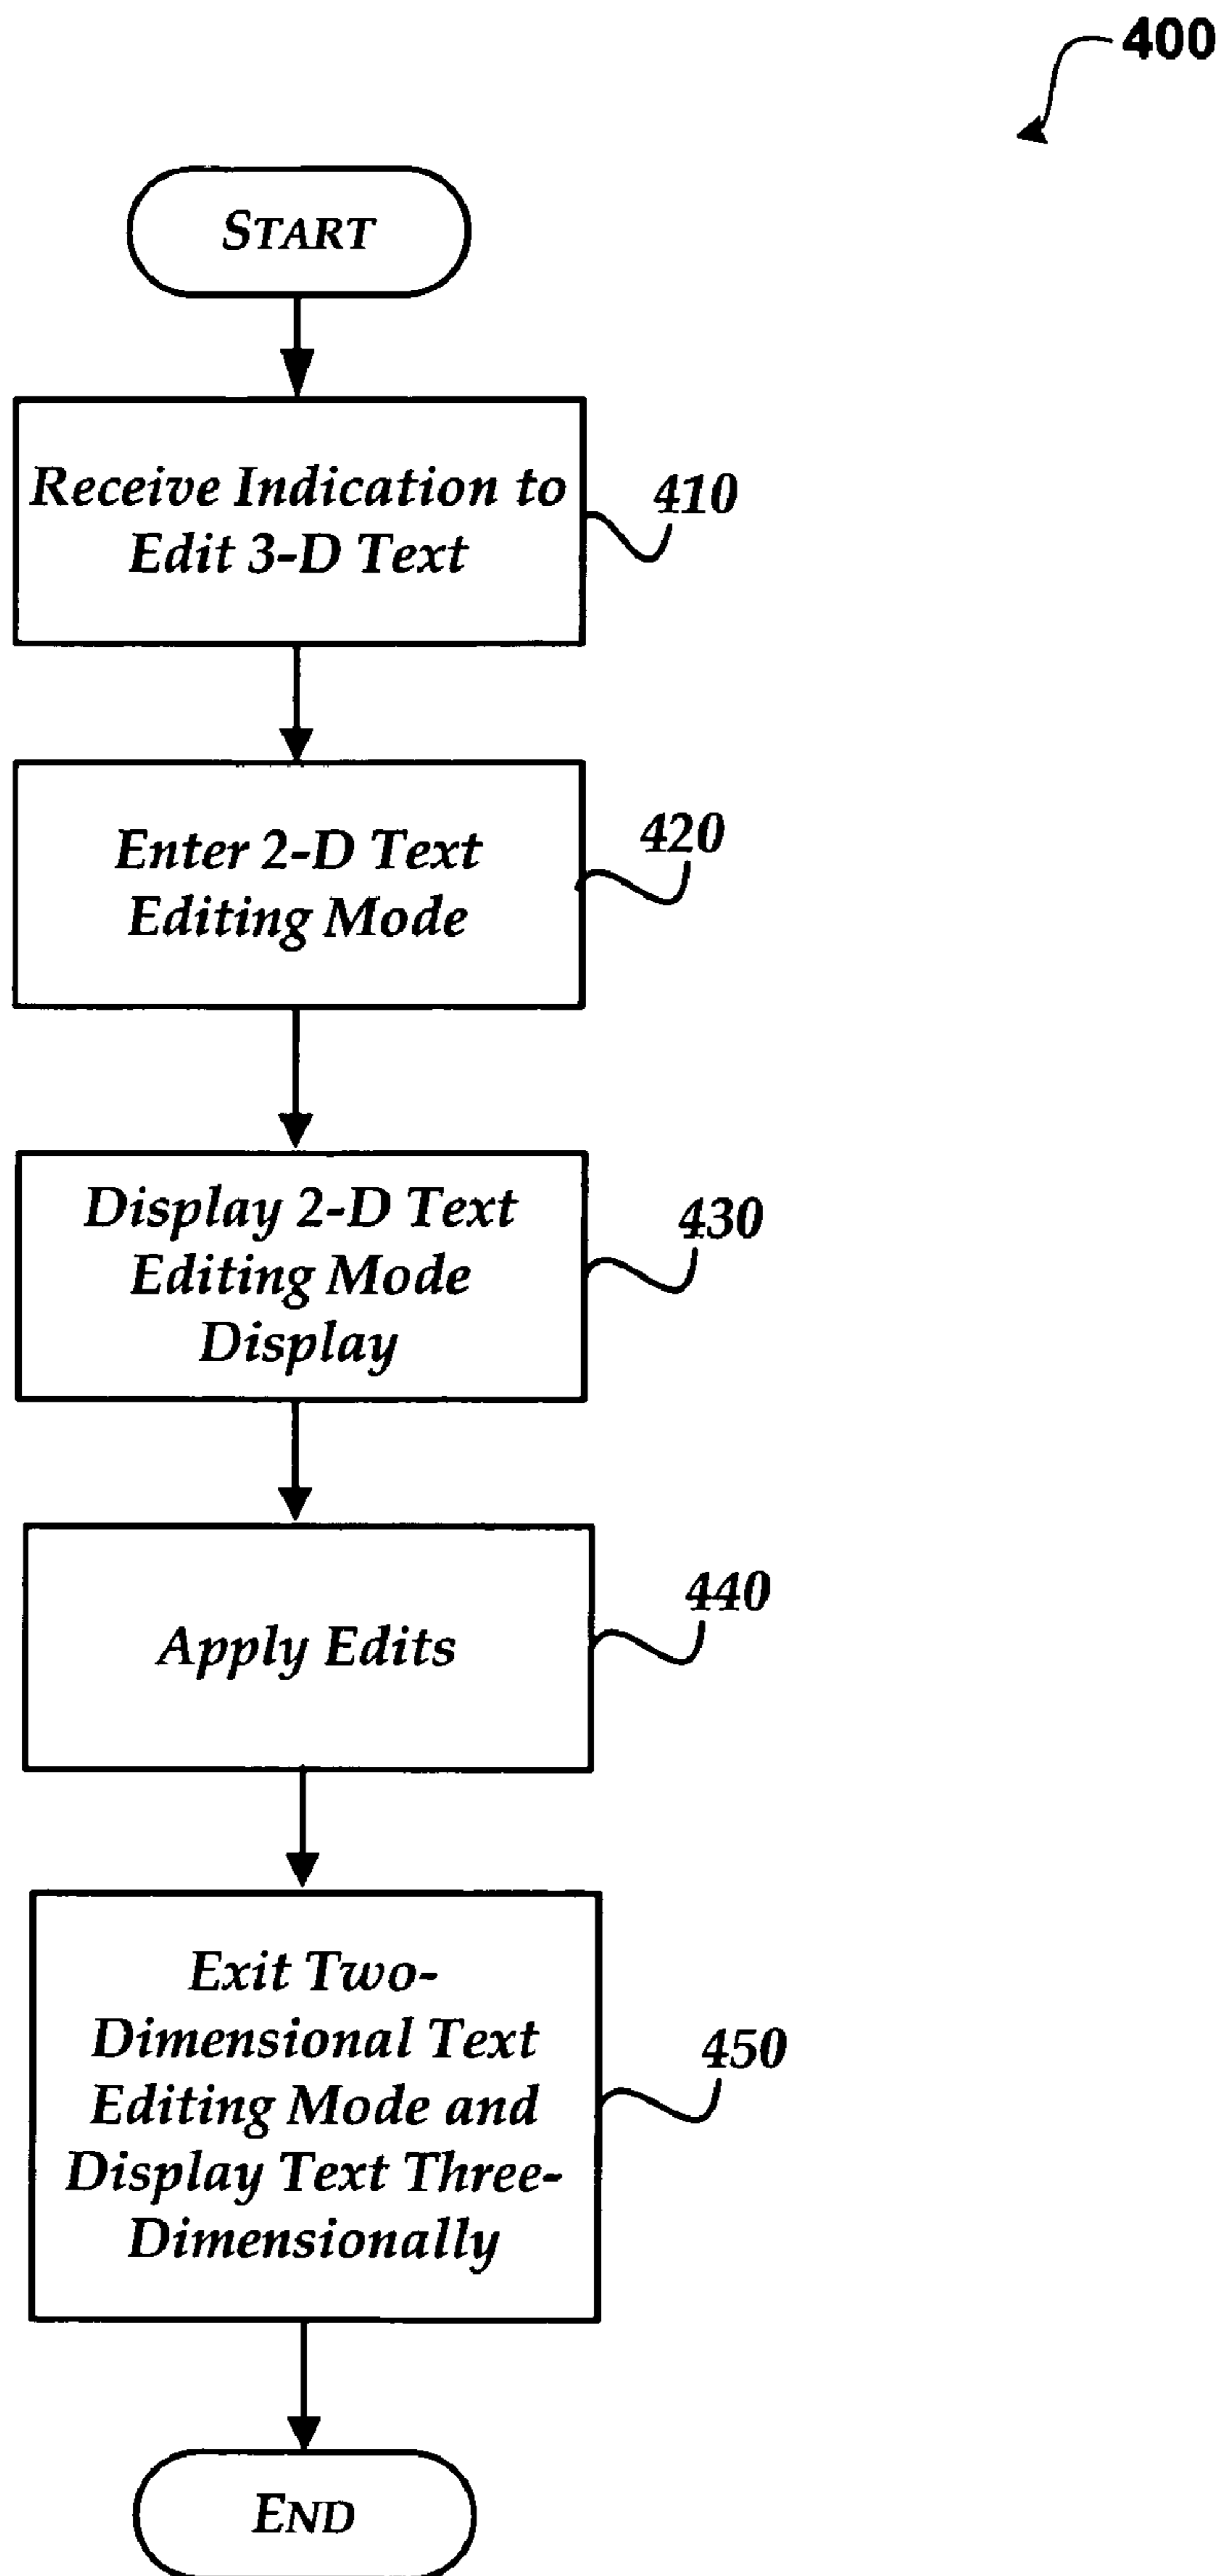 400
START
Receive Indication to
Edit 3-D Text
410
Enter 2-D Text
Editing Mode
420
Display 2-D Text
Editing Mode
Display
430
Apply Edits
440
Exit Two-
Dimensional Text
Editing Mode and
Display Text Three-
Dimensionally
450
END